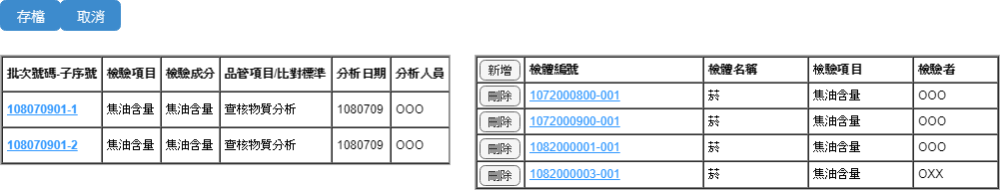 存檔 取消
批次號碼-子序號 檢驗項目 檢驗成分 品管項目/比對標準 分析日期 分析人員
108070901-1 焦油含量 焦油含量 查核物質分析 1080709 OOO
108070901-2 焦油含量 焦油含量 查核物質分析 1080709 OOO
新增 檢體編號 檢體名稱 檢驗項目 檢驗者
刪除 1072000800-001 菸 焦油含量 OOO
刪除 1072000900-001 菸 焦油含量 OOO
刪除 1082000001-001 菸 焦油含量 OOO
刪除 1082000003-001 菸 焦油含量 OXX